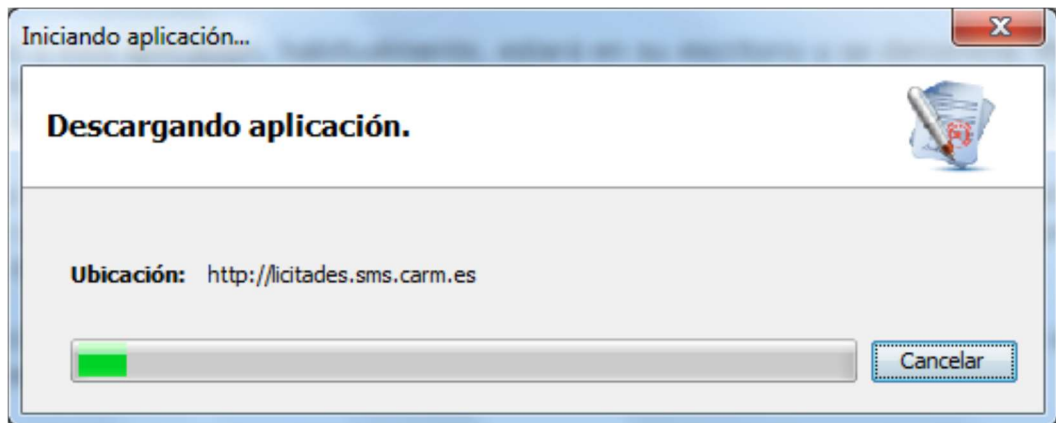 Iniciando aplicación...
Descargando aplicación.
Ubicación: http://licitades.sms.carm.es
Cancelar